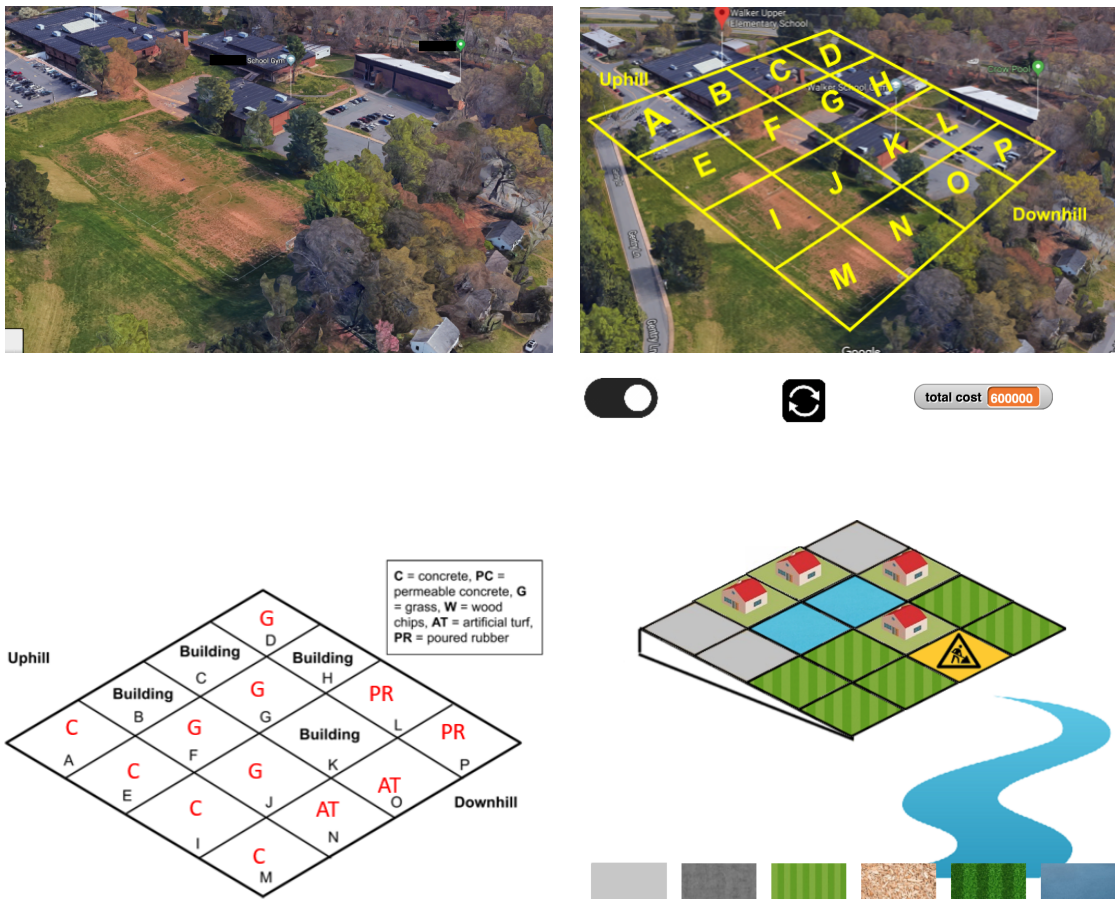 School Gym
Walker Upper
Elementary School
Uphill
A
B
C
D
E
F
G
H
I
J
K
L
M
N
O
P
Downhill
Google
total cost 600000
C = concrete, PC =
permeable concrete, G
= grass, W = wood
chips, AT = artificial turf,
PR = poured rubber
Uphill
G
D
Building
C
Building
H
Building
B
G
G
PR
L
C
A
G
F
Building
K
PR
P
C
E
G
J
AT
O
Downhill
C
I
AT
N
C
M